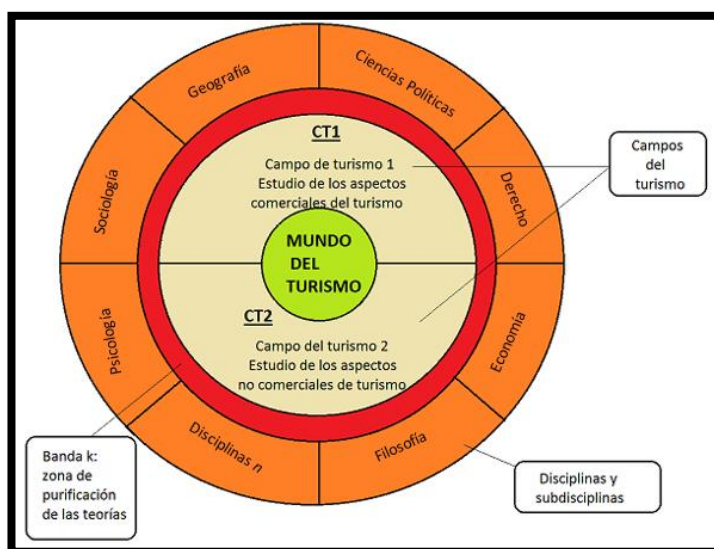 Geografía
Ciencias Políticas
Sociología
Derecho
Psicología
Economía
Disciplinas n
Filosofía
CT1
Campo de turismo 1
Estudio de los aspectos
comerciales del turismo
MUNDO
DEL
TURISMO
CT2
Campo del turismo 2
Estudio de los aspectos
no comerciales de turismo
Campos
del
turismo
Banda k:
zona de
purificación
de las teorías
Disciplinas y
subdisciplinas